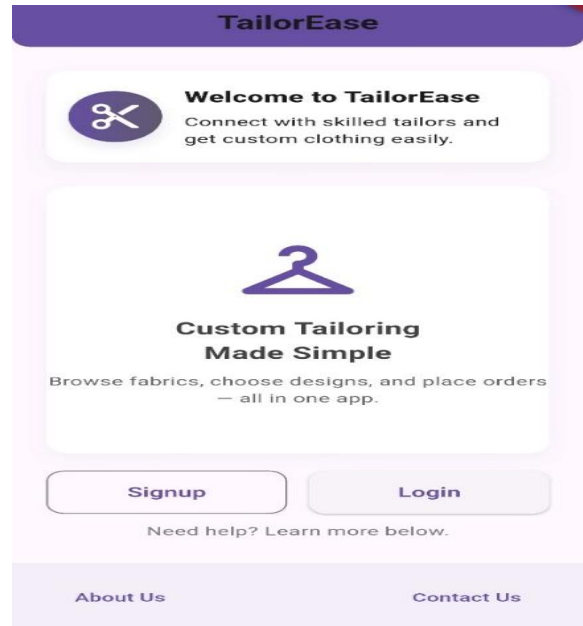 TailorEase
Welcome to TailorEase
Connect with skilled tailors and
get custom clothing easily.
Custom Tailoring
Made Simple
Browse fabrics, choose designs, and place orders
— all in one app.
Signup
Login
Need help? Learn more below.
About Us
Contact Us